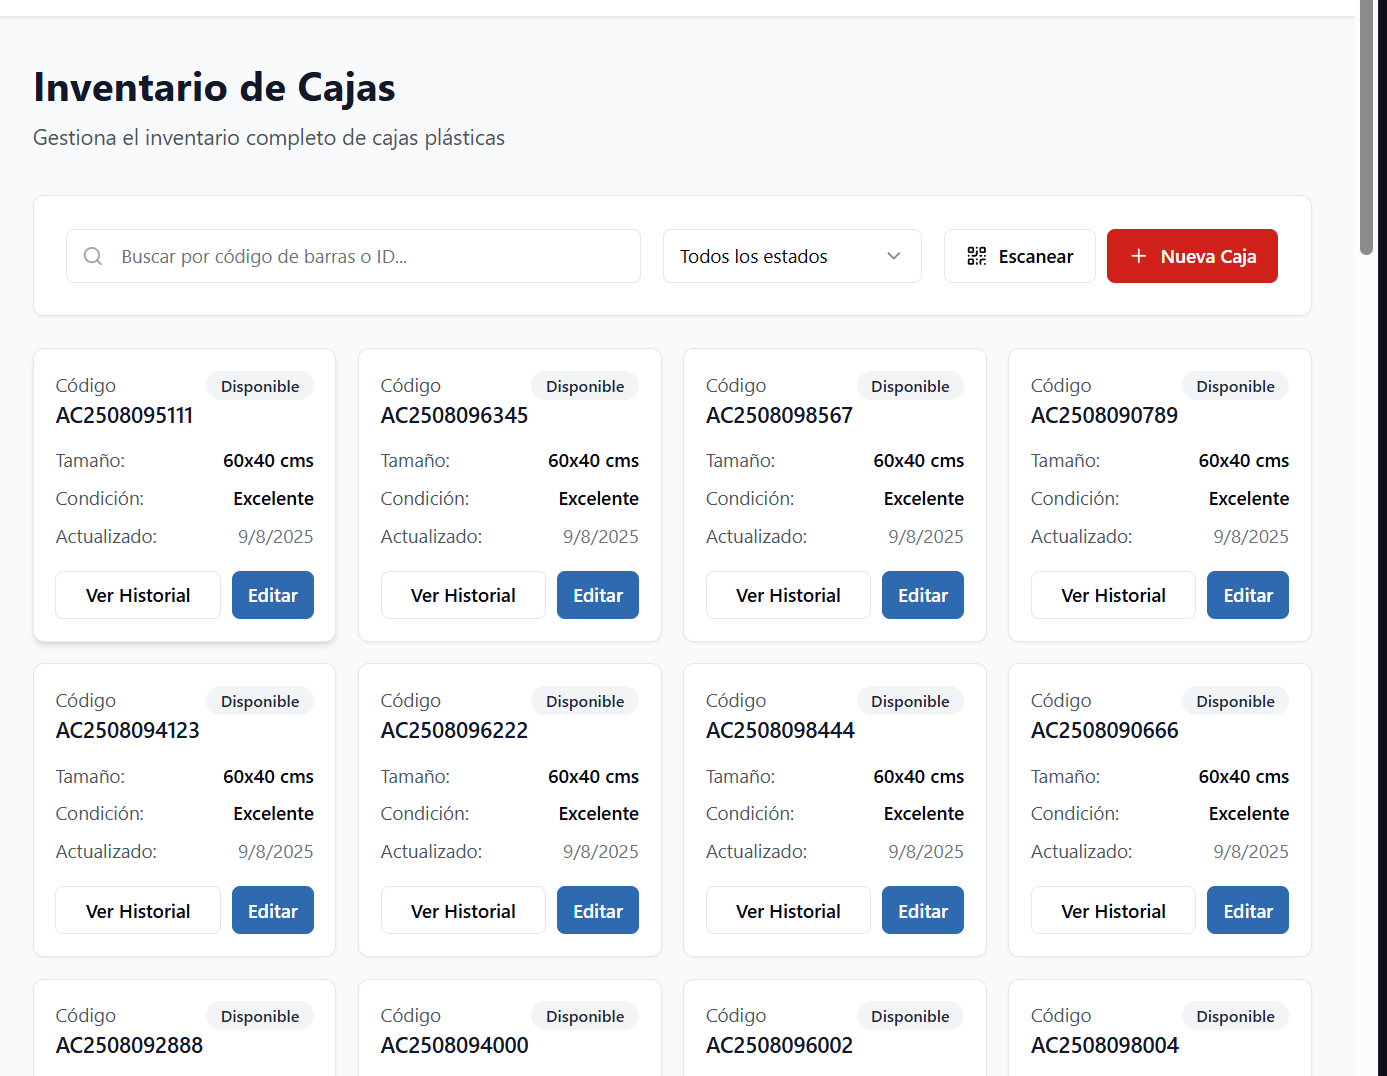 Inventario de Cajas
Gestiona el inventario completo de cajas plásticas
Buscar por código de barras o ID...
Todos los estados
Escanear
Nueva Caja
Código
Disponible
AC2508095111
Tamaño:
60x40 cms
Condición:
Excelente
Actualizado:
9/8/2025
Ver Historial
Editar
Código
Disponible
AC2508096345
Tamaño:
60x40 cms
Condición:
Excelente
Actualizado:
9/8/2025
Ver Historial
Editar
Código
Disponible
AC2508098567
Tamaño:
60x40 cms
Condición:
Excelente
Actualizado:
9/8/2025
Ver Historial
Editar
Código
Disponible
AC2508090789
Tamaño:
60x40 cms
Condición:
Excelente
Actualizado:
9/8/2025
Ver Historial
Editar
Código
Disponible
AC2508094123
Tamaño:
60x40 cms
Condición:
Excelente
Actualizado:
9/8/2025
Ver Historial
Editar
Código
Disponible
AC2508096222
Tamaño:
60x40 cms
Condición:
Excelente
Actualizado:
9/8/2025
Ver Historial
Editar
Código
Disponible
AC2508098444
Tamaño:
60x40 cms
Condición:
Excelente
Actualizado:
9/8/2025
Ver Historial
Editar
Código
Disponible
AC2508090666
Tamaño:
60x40 cms
Condición:
Excelente
Actualizado:
9/8/2025
Ver Historial
Editar
Código
Disponible
AC2508092888
Código
Disponible
AC2508094000
Código
Disponible
AC2508096002
Código
Disponible
AC2508098004